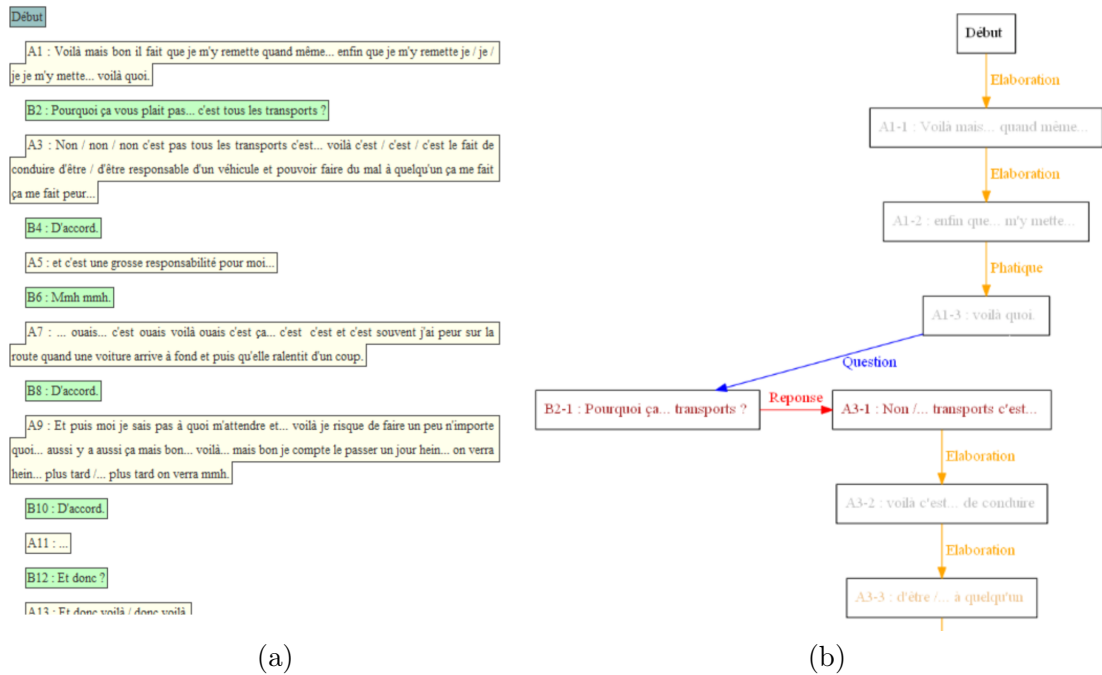 Début
A1 : Voilà mais bon il fait que je m'y remette quand même... enfin que je m'y remette je / je /
je je m'y mette... voilà quoi.
B2 : Pourquoi ça vous plait pas... c'est tous les transports ?
A3 : Non / non / non c'est pas tous les transports c'est... voilà c'est / c'est / c'est le fait de
conduire d'être / d'être responsable d'un véhicule et pouvoir faire du mal à quelqu'un ça me fait
ça me fait peur...
B4 : D'accord.
A5 : et c'est une grosse responsabilité pour moi...
B6 : Mmh mmh.
A7 : ... ouais... c'est ouais voilà ouais c'est ça... c'est c'est et c'est souvent j'ai peur sur la
route quand une voiture arrive à fond et puis qu'elle ralentit d'un coup.
B8 : D'accord.
A9 : Et puis moi je sais pas à quoi m'attendre et... voilà je risque de faire un peu n'importe
quoi... aussi y a aussi ça mais bon... voilà... mais bon je compte le passer un jour hein... on verra
hein... plus tard /... plus tard on verra mmh.
B10 : D'accord.
A11 : ...
B12 : Et donc ?
A13 : Et donc voilà / donc voilà
(a)
Début
Elaboration
A1-1 : Voilà mais... quand même...
Elaboration
A1-2 : enfin que... m'y mette...
Phatique
A1-3 : voilà quoi.
Question
B2-1 : Pourquoi ça... transports ?
Reponse
A3-1 : Non /... transports c'est...
Elaboration
A3-2 : voilà c'est... de conduire
Elaboration
A3-3 : d'être /... à quelqu'un
(b)